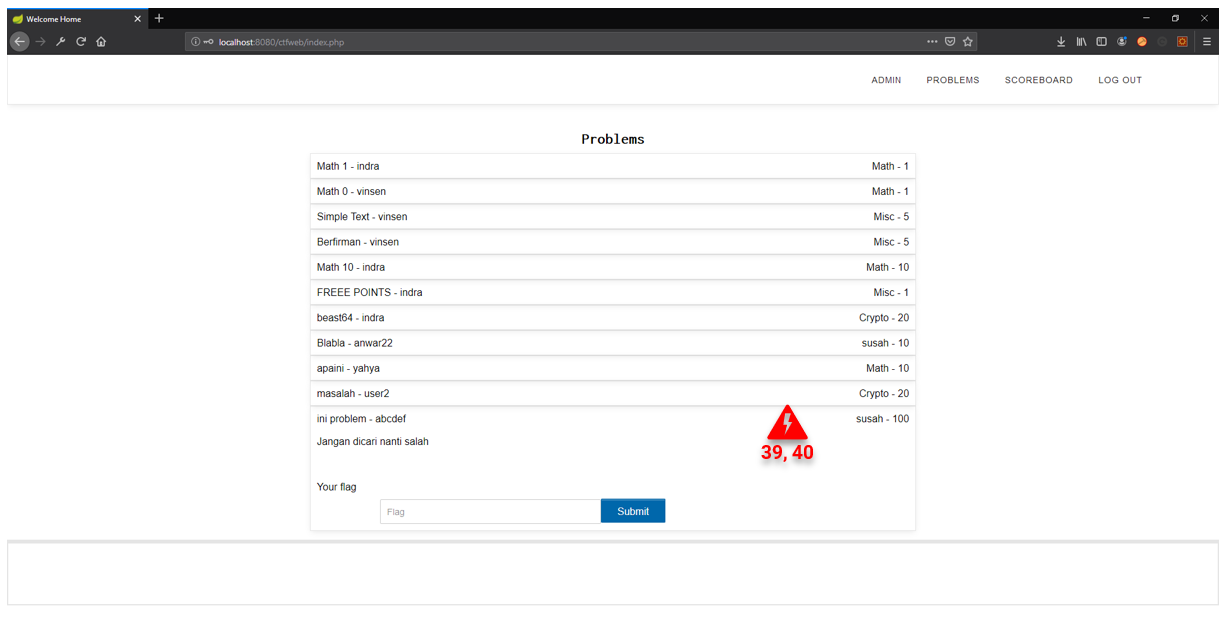 Welcome Home
localhost:8080/ctfweb/index.php
ADMIN PROBLEMS SCOREBOARD LOG OUT
Problems
Math 1 - indra Math - 1
Math 0 - vinsen Math - 1
Simple Text - vinsen Misc - 5
Berfirman - vinsen Misc - 5
Math 10 - indra Math - 10
FREEE POINTS - indra Misc - 1
beast64 - indra Crypto - 20
Blabla - anwar22 susah - 10
apaini - yahya Math - 10
masalah - user2 Crypto - 20
ini problem - abcdef susah - 100
Jangan dicari nanti salah
39, 40
Your flag
Flag Submit